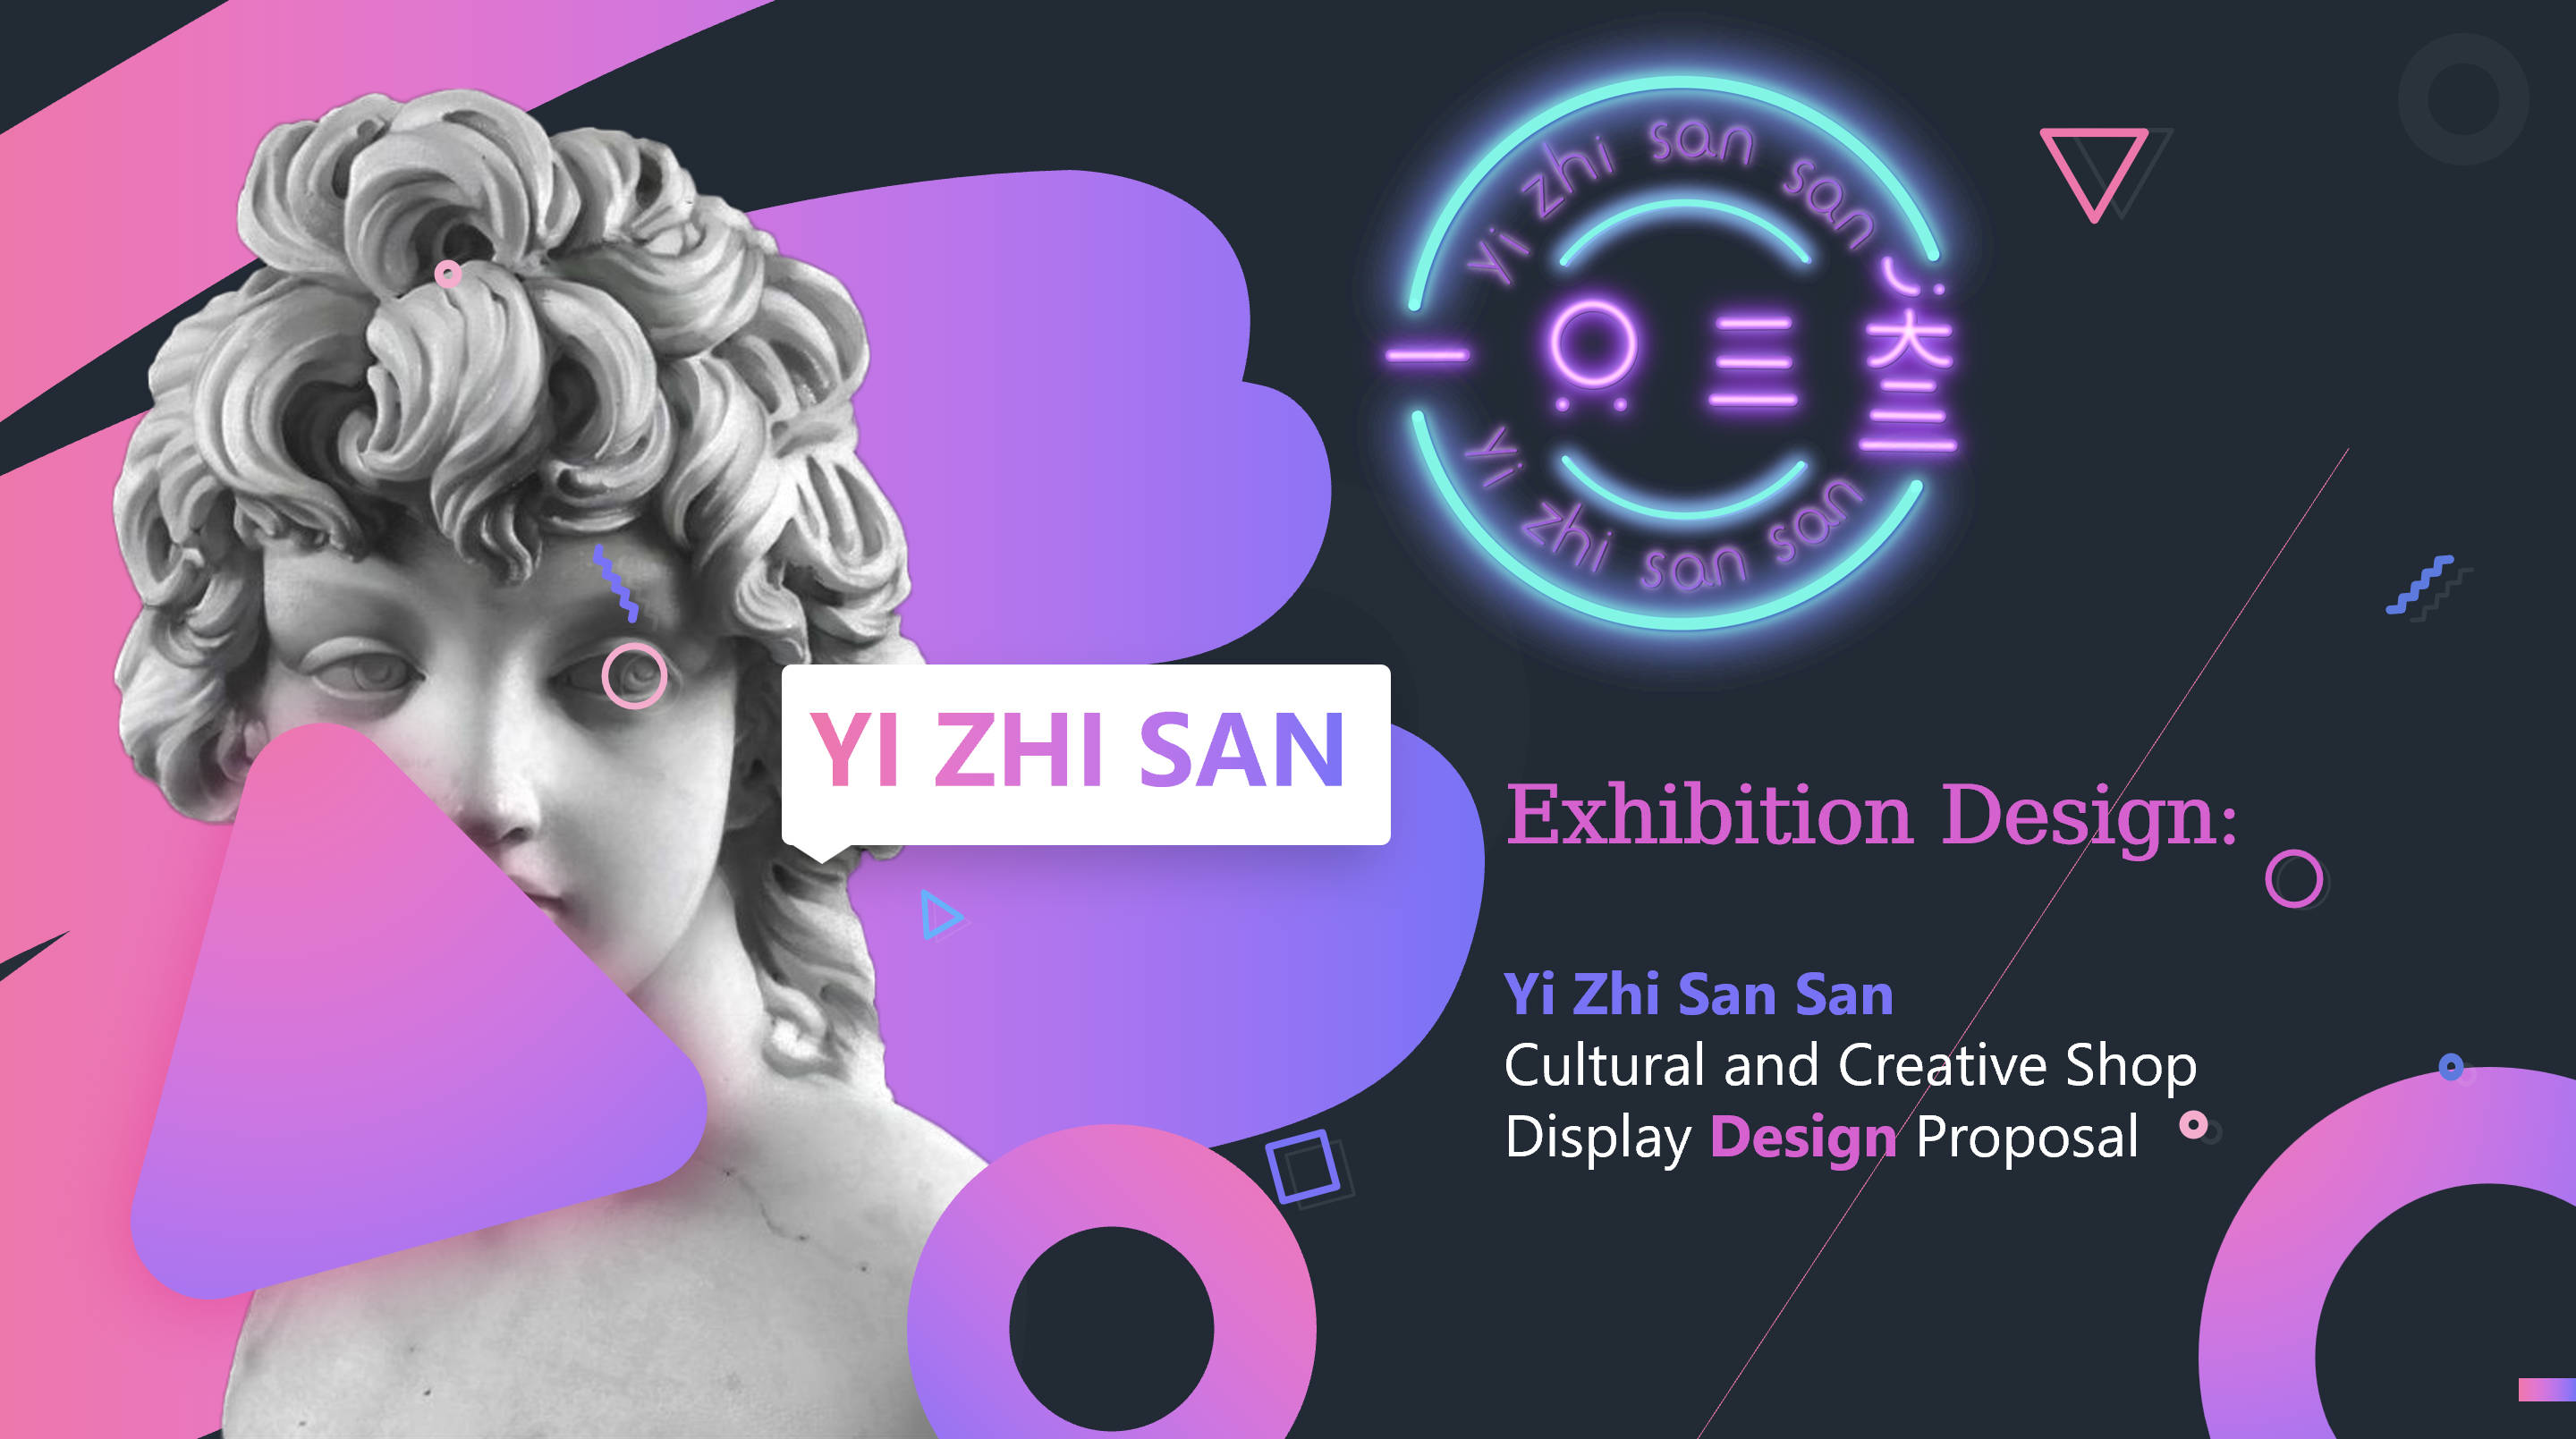 Yi zhi san san
一只三叁
Yi zhi san san
YI ZHI SAN
Exhibition Design:
Yi Zhi San San
Cultural and Creative Shop
Display Design Proposal